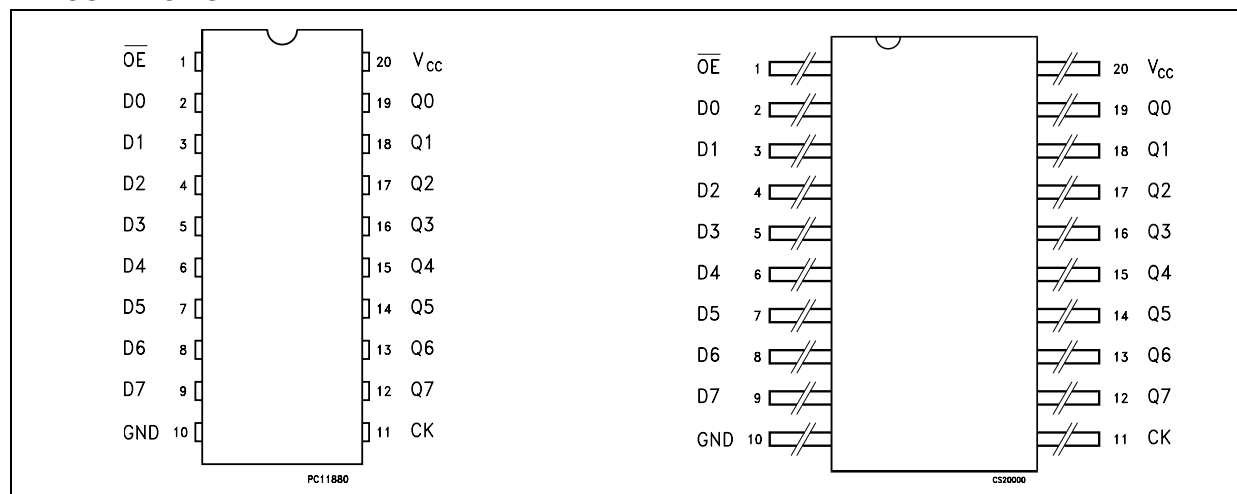 O̅E̅ 1 20 VCC
D0 2 19 Q0
D1 3 18 Q1
D2 4 17 Q2
D3 5 16 Q3
D4 6 15 Q4
D5 7 14 Q5
D6 8 13 Q6
D7 9 12 Q7
GND 10 11 CK
PC11880
O̅E̅ 1 20 VCC
D0 2 19 Q0
D1 3 18 Q1
D2 4 17 Q2
D3 5 16 Q3
D4 6 15 Q4
D5 7 14 Q5
D6 8 13 Q6
D7 9 12 Q7
GND 10 11 CK
CS20000